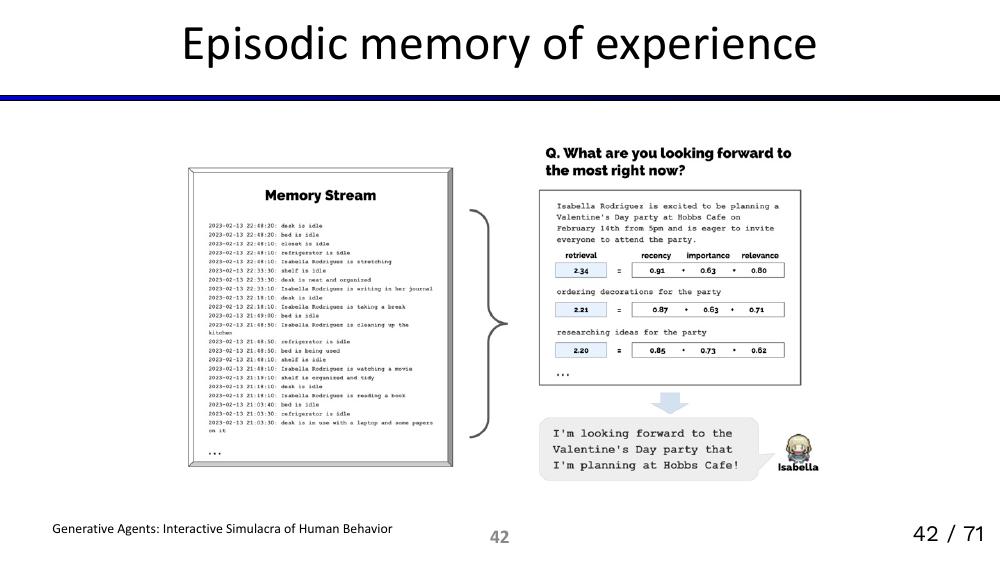 Episodic memory of experience
Memory Stream
2023-02-13 22:48:20: desk is idle
2023-02-13 22:48:20: bed is idle
2023-02-13 22:48:10: closet is idle
2023-02-13 22:48:10: refrigerator is idle
2023-02-13 22:48:10: Isabella Rodriguez is stretching
2023-02-13 22:33:30: shelf is idle
2023-02-13 22:33:30: desk is neat and organized
2023-02-13 22:33:10: Isabella Rodriguez is writing in her journal
2023-02-13 22:18:10: desk is idle
2023-02-13 22:18:10: Isabella Rodriguez is taking a break
2023-02-13 21:49:00: bed is idle
2023-02-13 21:48:50: Isabella Rodriguez is cleaning up the
kitchen
2023-02-13 21:48:50: refrigerator is idle
2023-02-13 21:48:50: bed is being used
2023-02-13 21:48:10: shelf is idle
2023-02-13 21:48:10: Isabella Rodriguez is watching a movie
2023-02-13 21:19:10: shelf is organized and tidy
2023-02-13 21:18:10: desk is idle
2023-02-13 21:18:10: Isabella Rodriguez is reading a book
2023-02-13 21:03:40: bed is idle
2023-02-13 21:03:30: refrigerator is idle
2023-02-13 21:03:30: desk is in use with a laptop and some papers
on it
...
Q. What are you looking forward to
the most right now?
Isabella Rodriguez is excited to be planning a
Valentine's Day party at Hobbs Cafe on
February 14th from 5pm and is eager to invite
everyone to attend the party.
retrieval recency importance relevance
2.34 = 0.91 + 0.63 + 0.80
ordering decorations for the party
2.21 = 0.87 + 0.63 + 0.71
researching ideas for the party
2.20 = 0.85 + 0.73 + 0.62
...
I'm looking forward to the
Valentine's Day party that
I'm planning at Hobbs Cafe!
Isabella
Generative Agents: Interactive Simulacra of Human Behavior
42
42 / 71